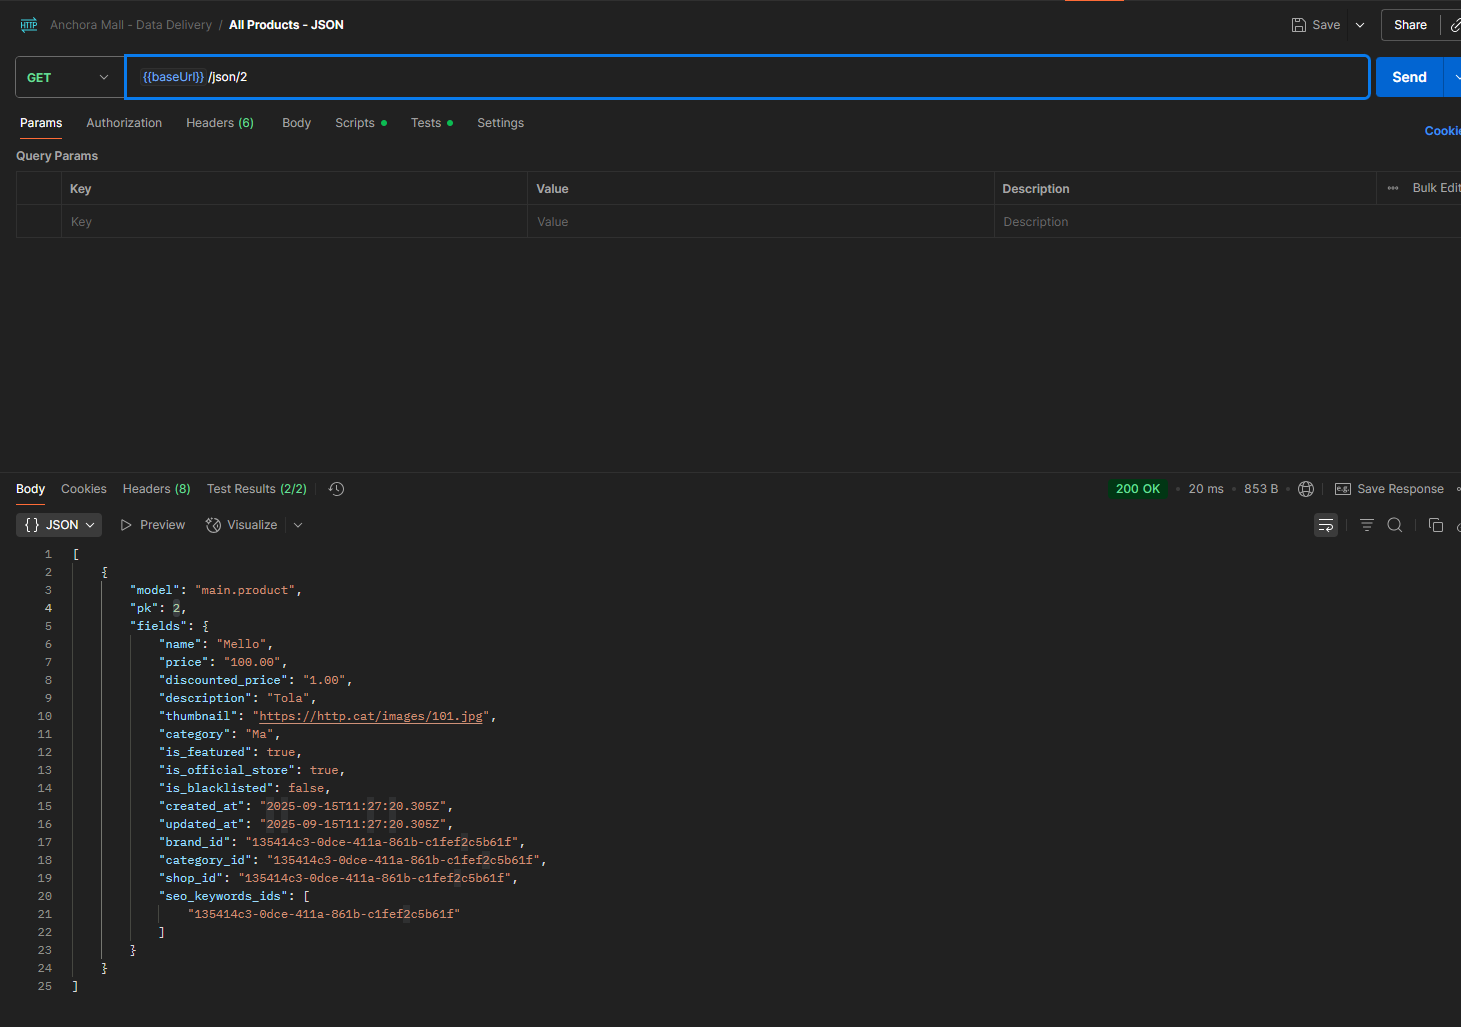 HTTP Anchora Mall - Data Delivery / All Products - JSON Save Share
GET {{baseUrl}} /json/2 Send
Params Authorization Headers (6) Body Scripts Tests Settings
Query Params
Key Value Description Bulk Edit
Key Value Description
Body Cookies Headers (8) Test Results (2/2) 200 OK 20 ms 853 B e.g. Save Response
{} JSON Preview Visualize
1 [
2 {
3 "model": "main.product",
4 "pk": 2,
5 "fields": {
6 "name": "Mello",
7 "price": "100.00",
8 "discounted_price": "1.00",
9 "description": "Tola",
10 "thumbnail": "https://http.cat/images/101.jpg",
11 "category": "Ma",
12 "is_featured": true,
13 "is_official_store": true,
14 "is_blacklisted": false,
15 "created_at": "2025-09-15T11:27:20.305Z",
16 "updated_at": "2025-09-15T11:27:20.305Z",
17 "brand_id": "135414c3-0dce-411a-861b-c1fef2c5b61f",
18 "category_id": "135414c3-0dce-411a-861b-c1fef2c5b61f",
19 "shop_id": "135414c3-0dce-411a-861b-c1fef2c5b61f",
20 "seo_keywords_ids": [
21 "135414c3-0dce-411a-861b-c1fef2c5b61f"
22 ]
23 }
24 }
25 ]